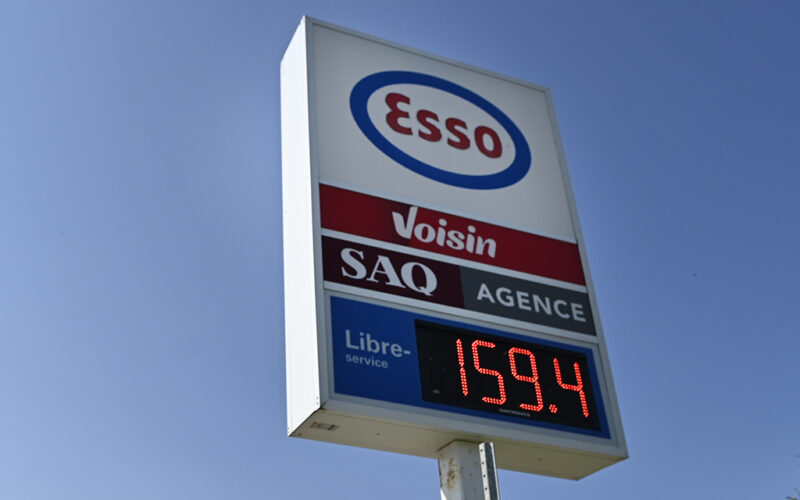 Esso
Voisin
SAQ AGENCE
Libre-
service
159.4